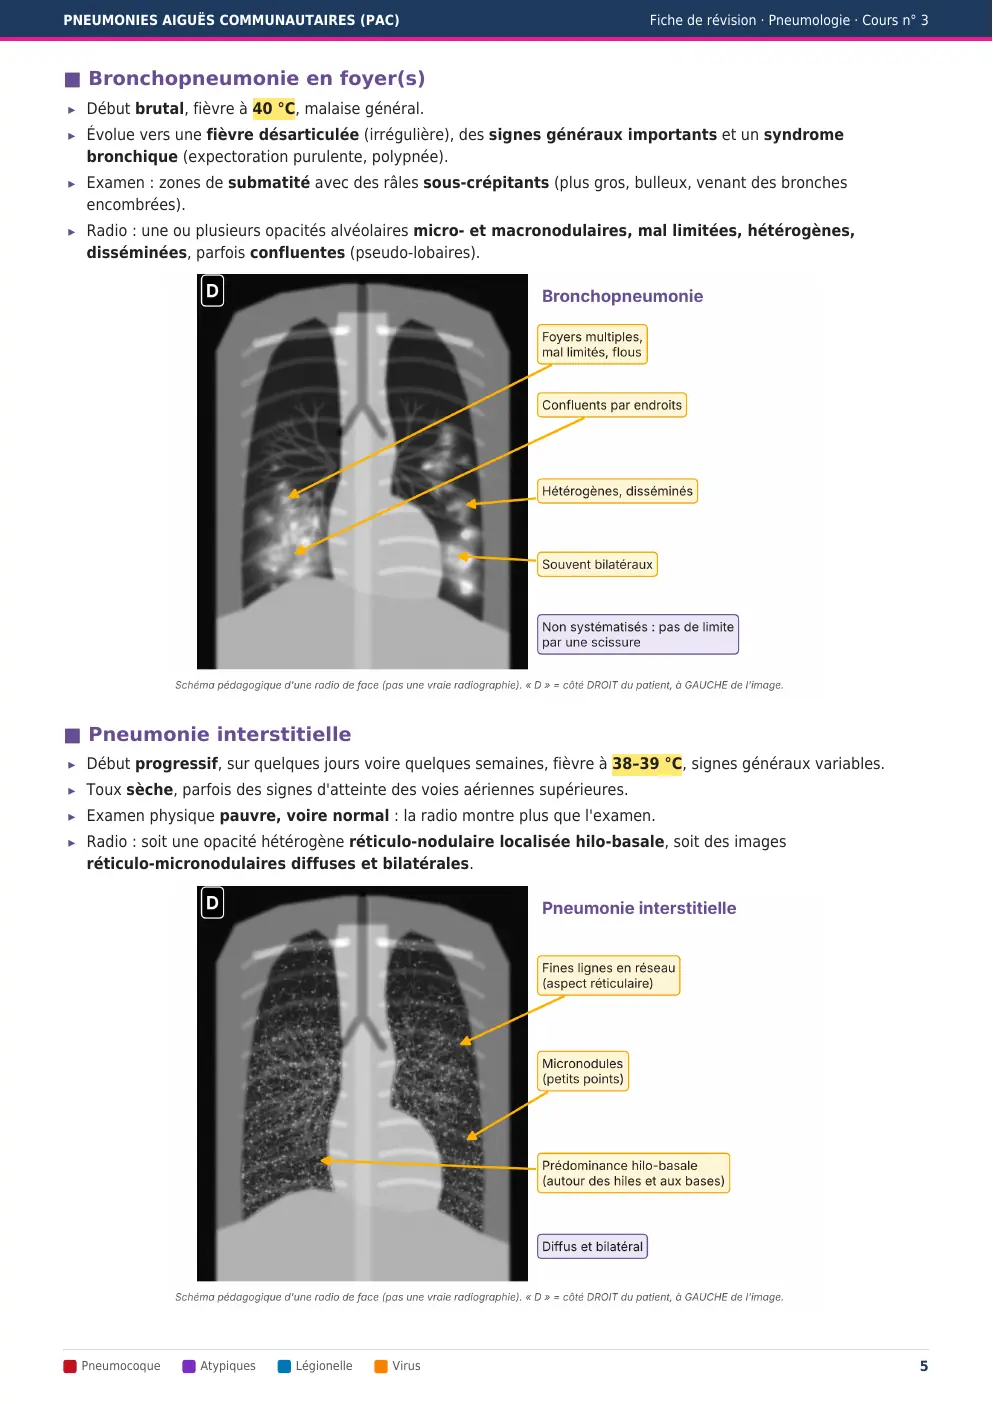 PNEUMONIES AIGUËS COMMUNAUTAIRES (PAC)
Fiche de révision · Pneumologie · Cours n° 3
Bronchopneumonie en foyer(s)
▸ Début brutal, fièvre à 40 °C, malaise général.
▸ Évolue vers une fièvre désarticulée (irrégulière), des signes généraux importants et un syndrome
bronchique (expectoration purulente, polypnée).
▸ Examen : zones de submatité avec des râles sous-crépitants (plus gros, bulleux, venant des bronches
encombrées).
▸ Radio : une ou plusieurs opacités alvéolaires micro- et macronodulaires, mal limitées, hétérogènes,
disséminées, parfois confluentes (pseudo-lobaires).
D
Bronchopneumonie
Foyers multiples,
mal limités, flous
Confluents par endroits
Hétérogènes, disséminés
Souvent bilatéraux
Non systématisés : pas de limite
par une scissure
Schéma pédagogique d'une radio de face (pas une vraie radiographie). « D » = côté DROIT du patient, à GAUCHE de l'image.
Pneumonie interstitielle
▸ Début progressif, sur quelques jours voire quelques semaines, fièvre à 38–39 °C, signes généraux variables.
▸ Toux sèche, parfois des signes d'atteinte des voies aériennes supérieures.
▸ Examen physique pauvre, voire normal : la radio montre plus que l'examen.
▸ Radio : soit une opacité hétérogène réticulo-nodulaire localisée hilo-basale, soit des images
réticulo-micronodulaires diffuses et bilatérales.
D
Pneumonie interstitielle
Fines lignes en réseau
(aspect réticulaire)
Micronodules
(petits points)
Prédominance hilo-basale
(autour des hiles et aux bases)
Diffus et bilatéral
Schéma pédagogique d'une radio de face (pas une vraie radiographie). « D » = côté DROIT du patient, à GAUCHE de l'image.
Pneumocoque Atypiques Légionelle Virus
5